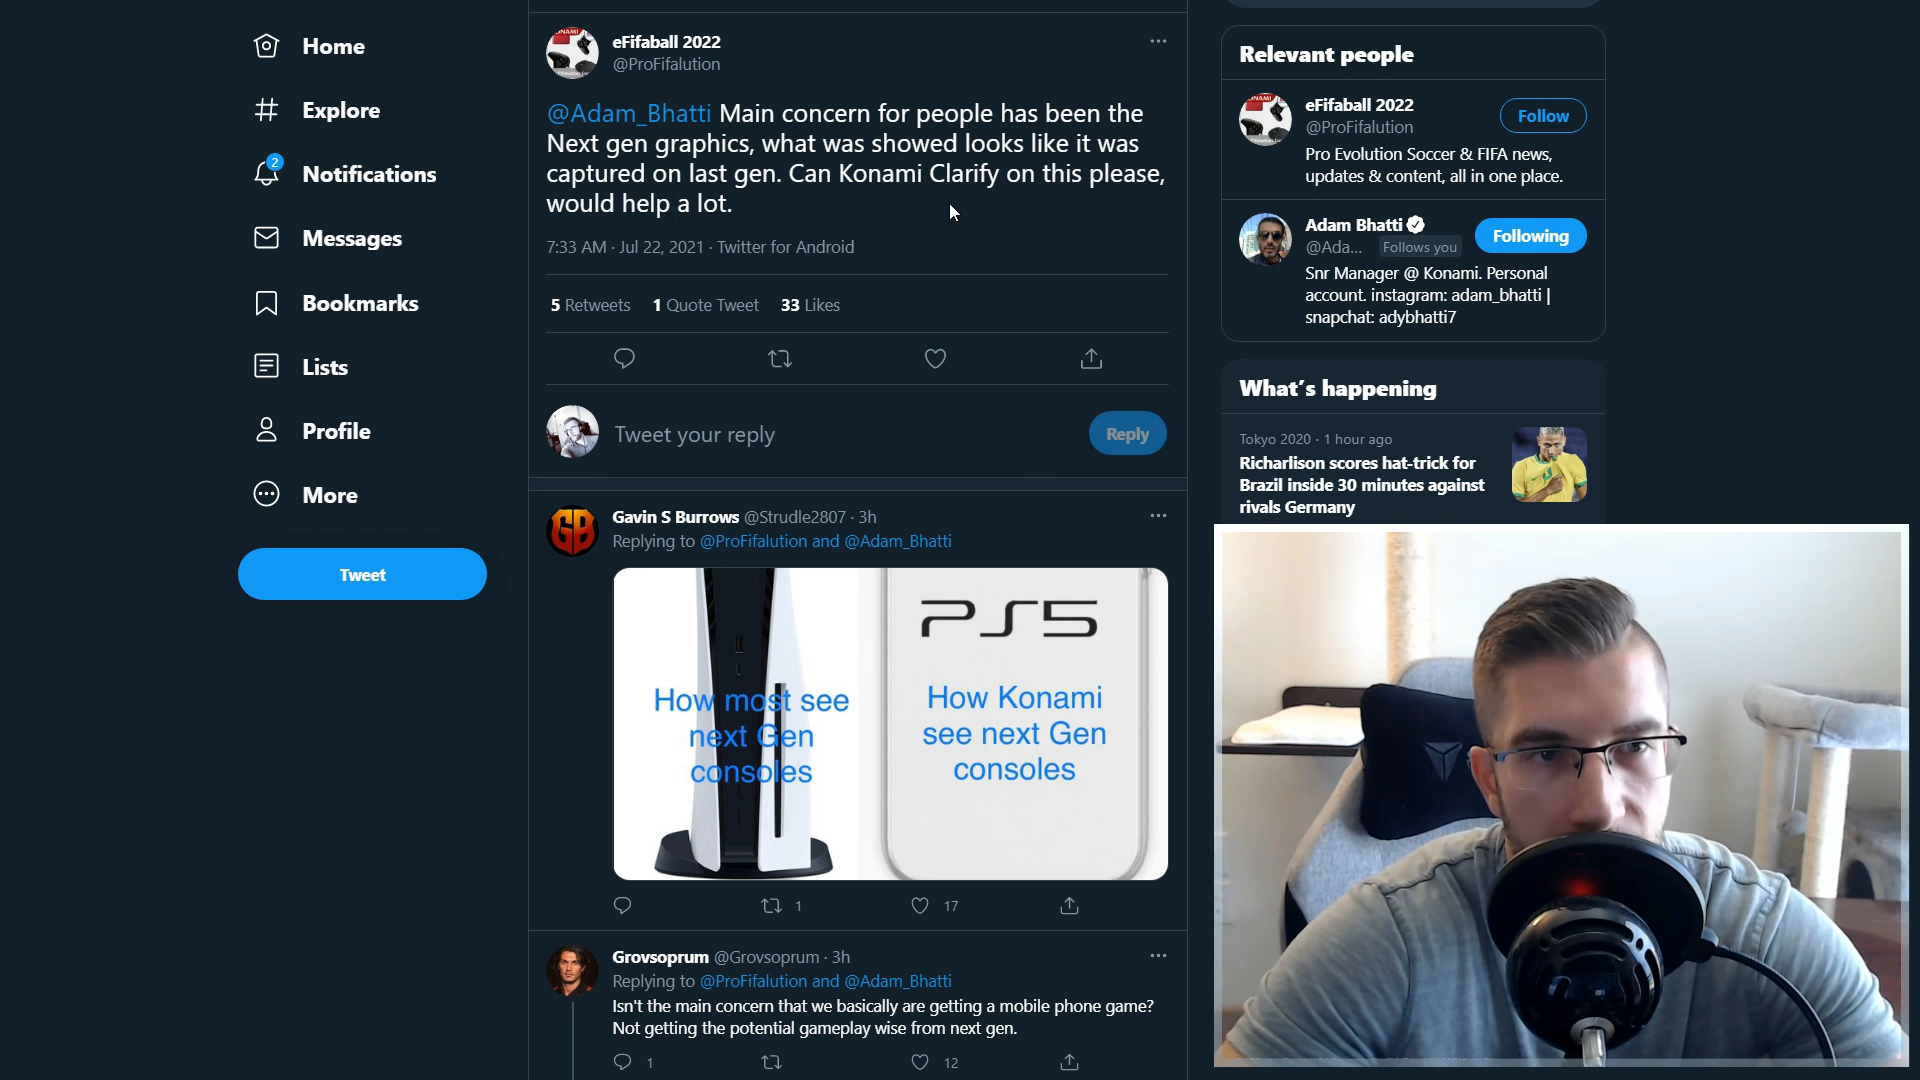 Home
Explore
2
Notifications
Messages
Bookmarks
Lists
Profile
More
Tweet
eFifaball 2022
@ProFifalution
@Adam_Bhatti Main concern for people has been the
Next gen graphics, what was showed looks like it was
captured on last gen. Can Konami Clarify on this please,
would help a lot.
7:33 AM · Jul 22, 2021 · Twitter for Android
5 Retweets 1 Quote Tweet 33 Likes
Tweet your reply
Reply
Gavin S Burrows @Strudle2807 · 3h
Replying to @ProFifalution and @Adam_Bhatti
GB
How most see
next Gen
consoles
PS5
How Konami
see next Gen
consoles
1 17
Grovsoprum @Grovsoprum · 3h
Replying to @ProFifalution and @Adam_Bhatti
Isn't the main concern that we basically are getting a mobile phone game?
Not getting the potential gameplay wise from next gen.
1 12
Relevant people
eFifaball 2022
@ProFifalution
Follow
Pro Evolution Soccer & FIFA news,
updates & content, all in one place.
Adam Bhatti
@Ada... Follows you
Following
Snr Manager @ Konami. Personal
account. instagram: adam_bhatti |
snapchat: adybhatti7
What's happening
Tokyo 2020 · 1 hour ago
Richarlison scores hat-trick for
Brazil inside 30 minutes against
rivals Germany